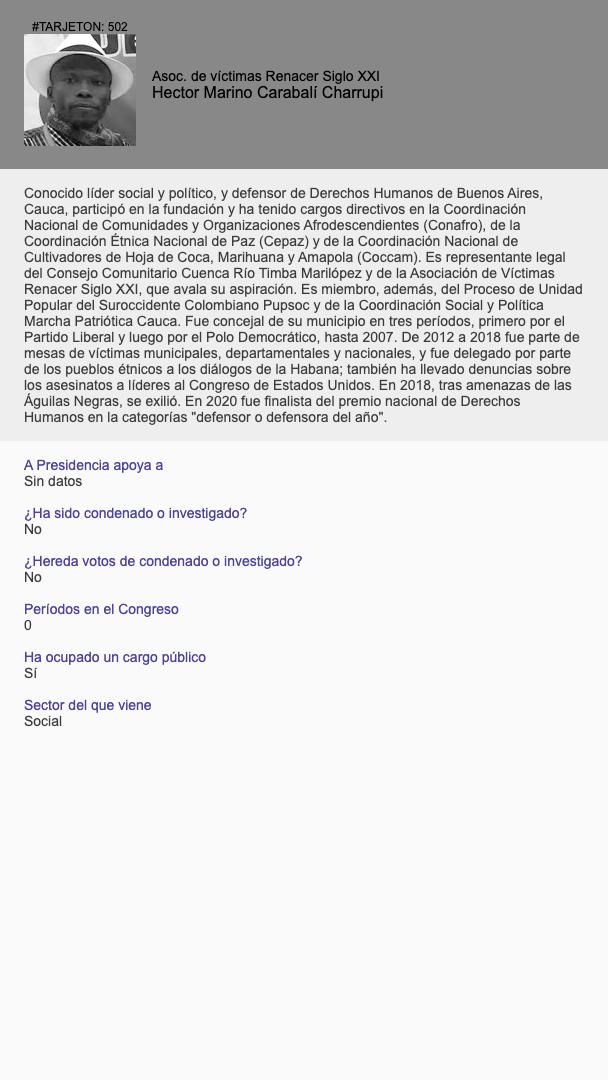 #TARJETON: 502
Asoc. de víctimas Renacer Siglo XXI
Hector Marino Carabalí Charrupi
Conocido líder social y político, y defensor de Derechos Humanos de Buenos Aires,
Cauca, participó en la fundación y ha tenido cargos directivos en la Coordinación
Nacional de Comunidades y Organizaciones Afrodescendientes (Conafro), de la
Coordinación Étnica Nacional de Paz (Cepaz) y de la Coordinación Nacional de
Cultivadores de Hoja de Coca, Marihuana y Amapola (Coccam). Es representante legal
del Consejo Comunitario Cuenca Río Timba Marilópez y de la Asociación de Víctimas
Renacer Siglo XXI, que avala su aspiración. Es miembro, además, del Proceso de Unidad
Popular del Suroccidente Colombiano Pupsoc y de la Coordinación Social y Política
Marcha Patriótica Cauca. Fue concejal de su municipio en tres períodos, primero por el
Partido Liberal y luego por el Polo Democrático, hasta 2007. De 2012 a 2018 fue parte de
mesas de víctimas municipales, departamentales y nacionales, y fue delegado por parte
de los pueblos étnicos a los diálogos de la Habana; también ha llevado denuncias sobre
los asesinatos a líderes al Congreso de Estados Unidos. En 2018, tras amenazas de las
Águilas Negras, se exilió. En 2020 fue finalista del premio nacional de Derechos
Humanos en la categorías "defensor o defensora del año".
A Presidencia apoya a
Sin datos
¿Ha sido condenado o investigado?
No
¿Hereda votos de condenado o investigado?
No
Períodos en el Congreso
0
Ha ocupado un cargo público
Sí
Sector del que viene
Social